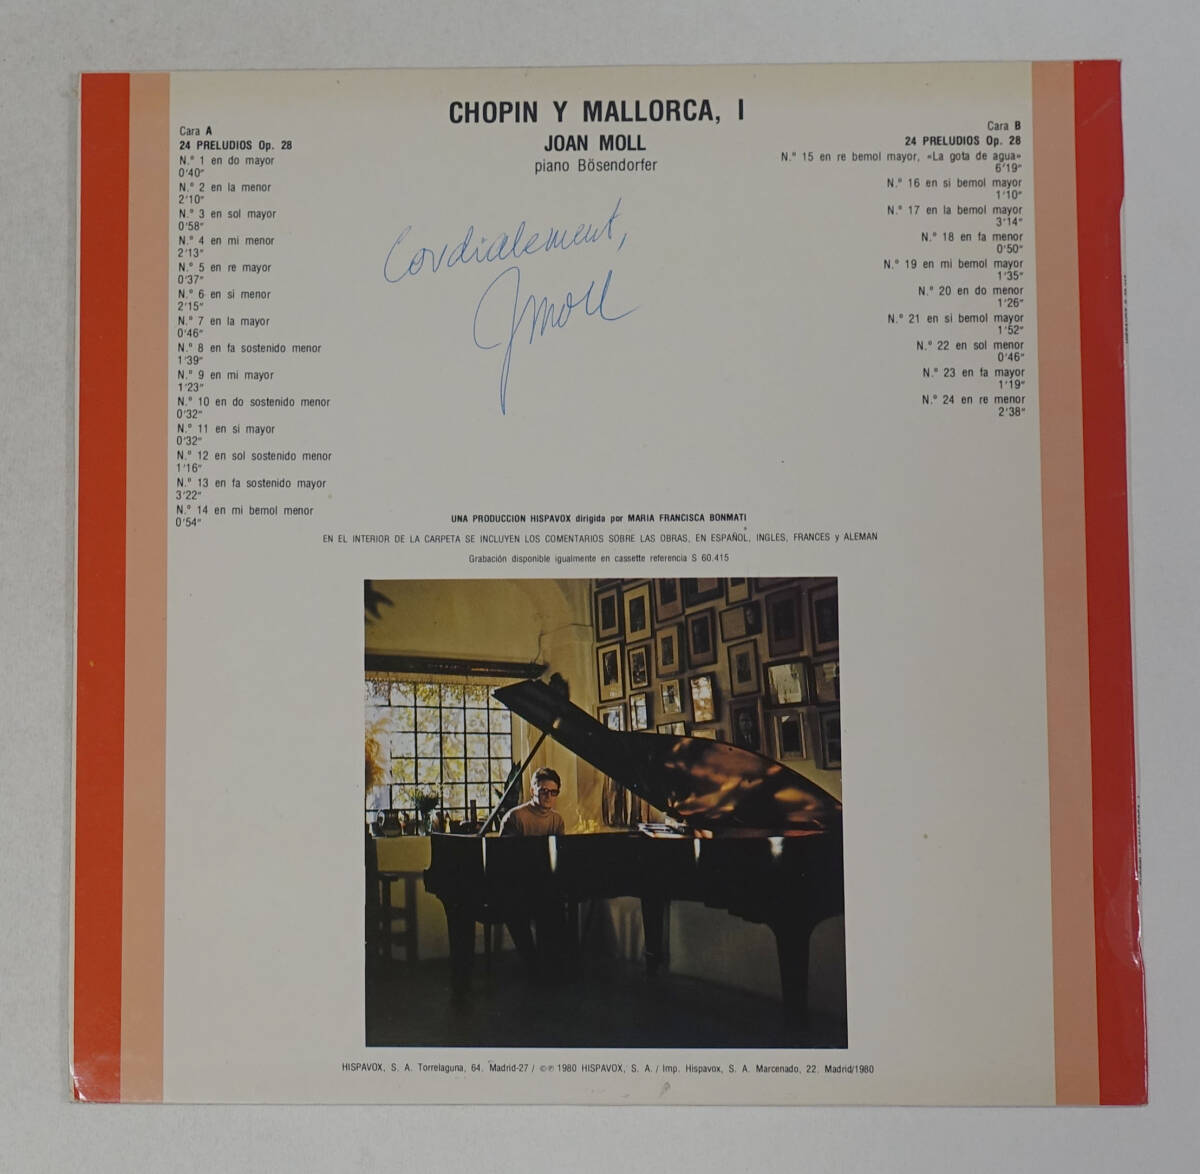 CHOPIN Y MALLORCA, I
JOAN MOLL
piano Bösendorfer
Cara A
24 PRELUDIOS Op. 28
N.º 1 en do mayor
0'40"
N.º 2 en la menor
2'10"
N.º 3 en sol mayor
0'58"
N.º 4 en mi menor
2'13"
N.º 5 en re mayor
0'37"
N.º 6 en si menor
2'15"
N.º 7 en la mayor
0'46"
N.º 8 en fa sostenido menor
1'39"
N.º 9 en mi mayor
1'23"
N.º 10 en do sostenido menor
0'32"
N.º 11 en si mayor
0'32"
N.º 12 en sol sostenido menor
1'16"
N.º 13 en fa sostenido mayor
3'22"
N.º 14 en mi bemol menor
0'54"
Cara B
24 PRELUDIOS Op. 28
N.º 15 en re bemol mayor, «La gota de agua»
6'19"
N.º 16 en si bemol mayor
1'10"
N.º 17 en la bemol mayor
3'14"
N.º 18 en fa menor
0'50"
N.º 19 en mi bemol mayor
1'35"
N.º 20 en do menor
1'26"
N.º 21 en si bemol mayor
1'52"
N.º 22 en sol menor
0'46"
N.º 23 en fa mayor
1'19"
N.º 24 en re menor
2'38"
Cordialement,
JMoll
UNA PRODUCCION HISPAVOX dirigida por MARIA FRANCISCA BONMATI
EN EL INTERIOR DE LA CARPETA SE INCLUYEN LOS COMENTARIOS SOBRE LAS OBRAS, EN ESPAÑOL, INGLES, FRANCES y ALEMAN
Grabación disponible igualmente en cassette referencia S 60.415
HISPAVOX, S. A. Torrelaguna, 64. Madrid-27 / ©℗ 1980 HISPAVOX, S. A. / Imp. Hispavox, S. A. Marcenado, 22. Madrid/1980